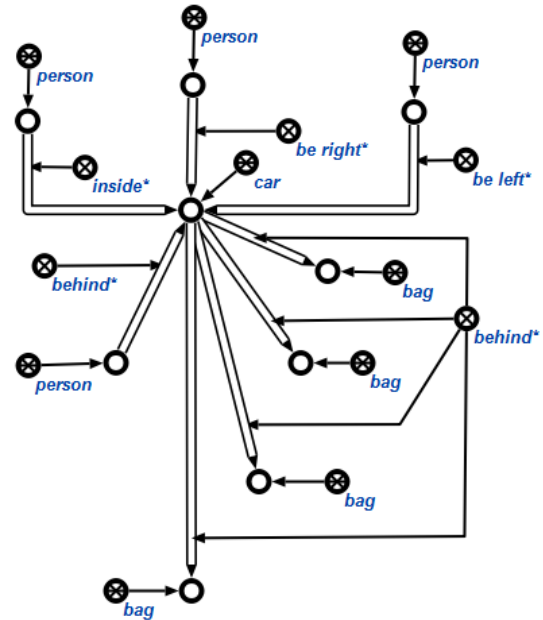 person
person
person
be right*
inside*
car
be left*
behind*
bag
behind*
person
bag
bag
bag